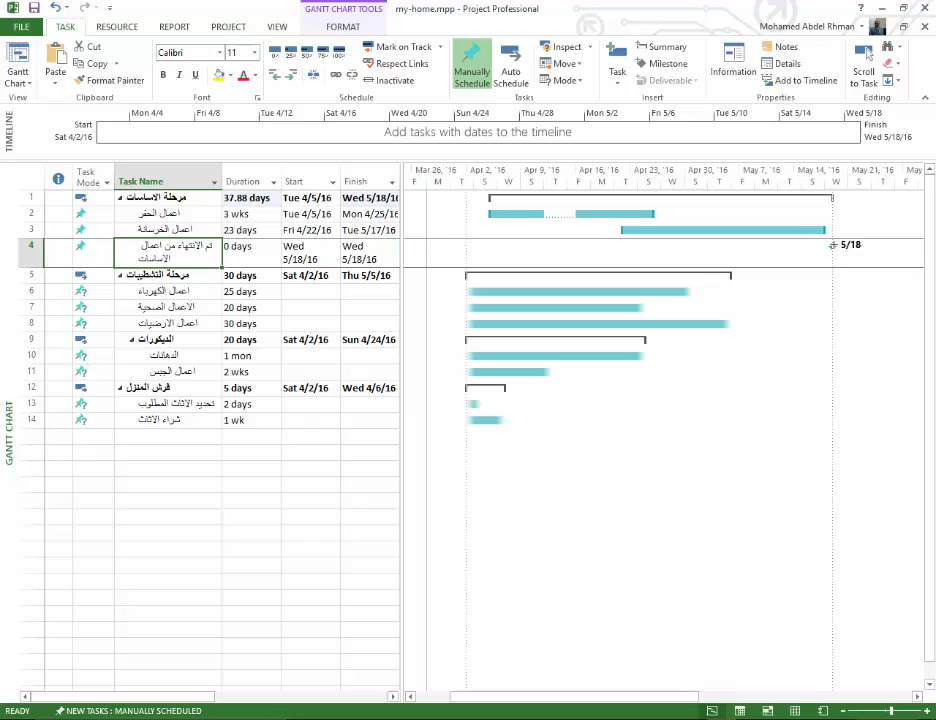 GANTT CHART TOOLS
my-home.mpp - Project Professional
FILE TASK RESOURCE REPORT PROJECT VIEW FORMAT
Mohamed Abdel Rhman
Gantt Chart
View
Paste
Cut
Copy
Format Painter
Clipboard
Calibri 11
B I U A
Font
0% 25% 50% 75% 100%
Mark on Track
Respect Links
Inactivate
Schedule
Manually Schedule
Auto Schedule
Inspect
Move
Mode
Tasks
Task
Summary
Milestone
Deliverable
Insert
Information
Notes
Details
Add to Timeline
Properties
Scroll to Task
Editing
TIMELINE
Mon 4/4 Fri 4/8 Tue 4/12 Sat 4/16 Wed 4/20 Sun 4/24 Thu 4/28 Mon 5/2 Fri 5/6 Tue 5/10 Sat 5/14 Wed 5/18
Start
Sat 4/2/16
Add tasks with dates to the timeline
Finish
Wed 5/18/16
Task Mode Task Name Duration Start Finish
Mar 26, '16 Apr 2, '16 Apr 9, '16 Apr 16, '16 Apr 23, '16 Apr 30, '16 May 7, '16 May 14, '16 May 21, '16 May
F M T S W S T F M T S W S T F M T S W S T F
1 مرحلة الاساسات 37.88 days Tue 4/5/16 Wed 5/18/16
2 اعمال الحفر 3 wks Tue 4/5/16 Mon 4/25/16
3 اعمال الخرسانة 23 days Fri 4/22/16 Tue 5/17/16
4 تم الانتهاء من اعمال الاساسات 0 days Wed 5/18/16 Wed 5/18/16
5/18
5 مرحلة التشطيبات 30 days Sat 4/2/16 Thu 5/5/16
6 اعمال الكهرباء 25 days
7 الاعمال الصحية 20 days
8 اعمال الارضيات 30 days
9 الديكورات 20 days Sat 4/2/16 Sun 4/24/16
10 الدهانات 1 mon
11 اعمال الجبس 2 wks
12 فرش المنزل 5 days Sat 4/2/16 Wed 4/6/16
13 تحديد الاثاث المطلوب 2 days
14 شراء الاثاث 1 wk
GANTT CHART
READY NEW TASKS : MANUALLY SCHEDULED